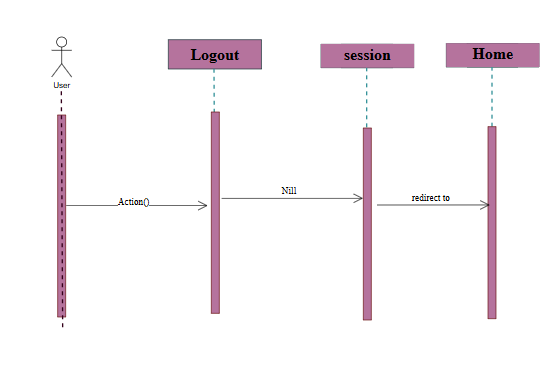 Logout
session
Home
User
Action()
Nill
redirect to